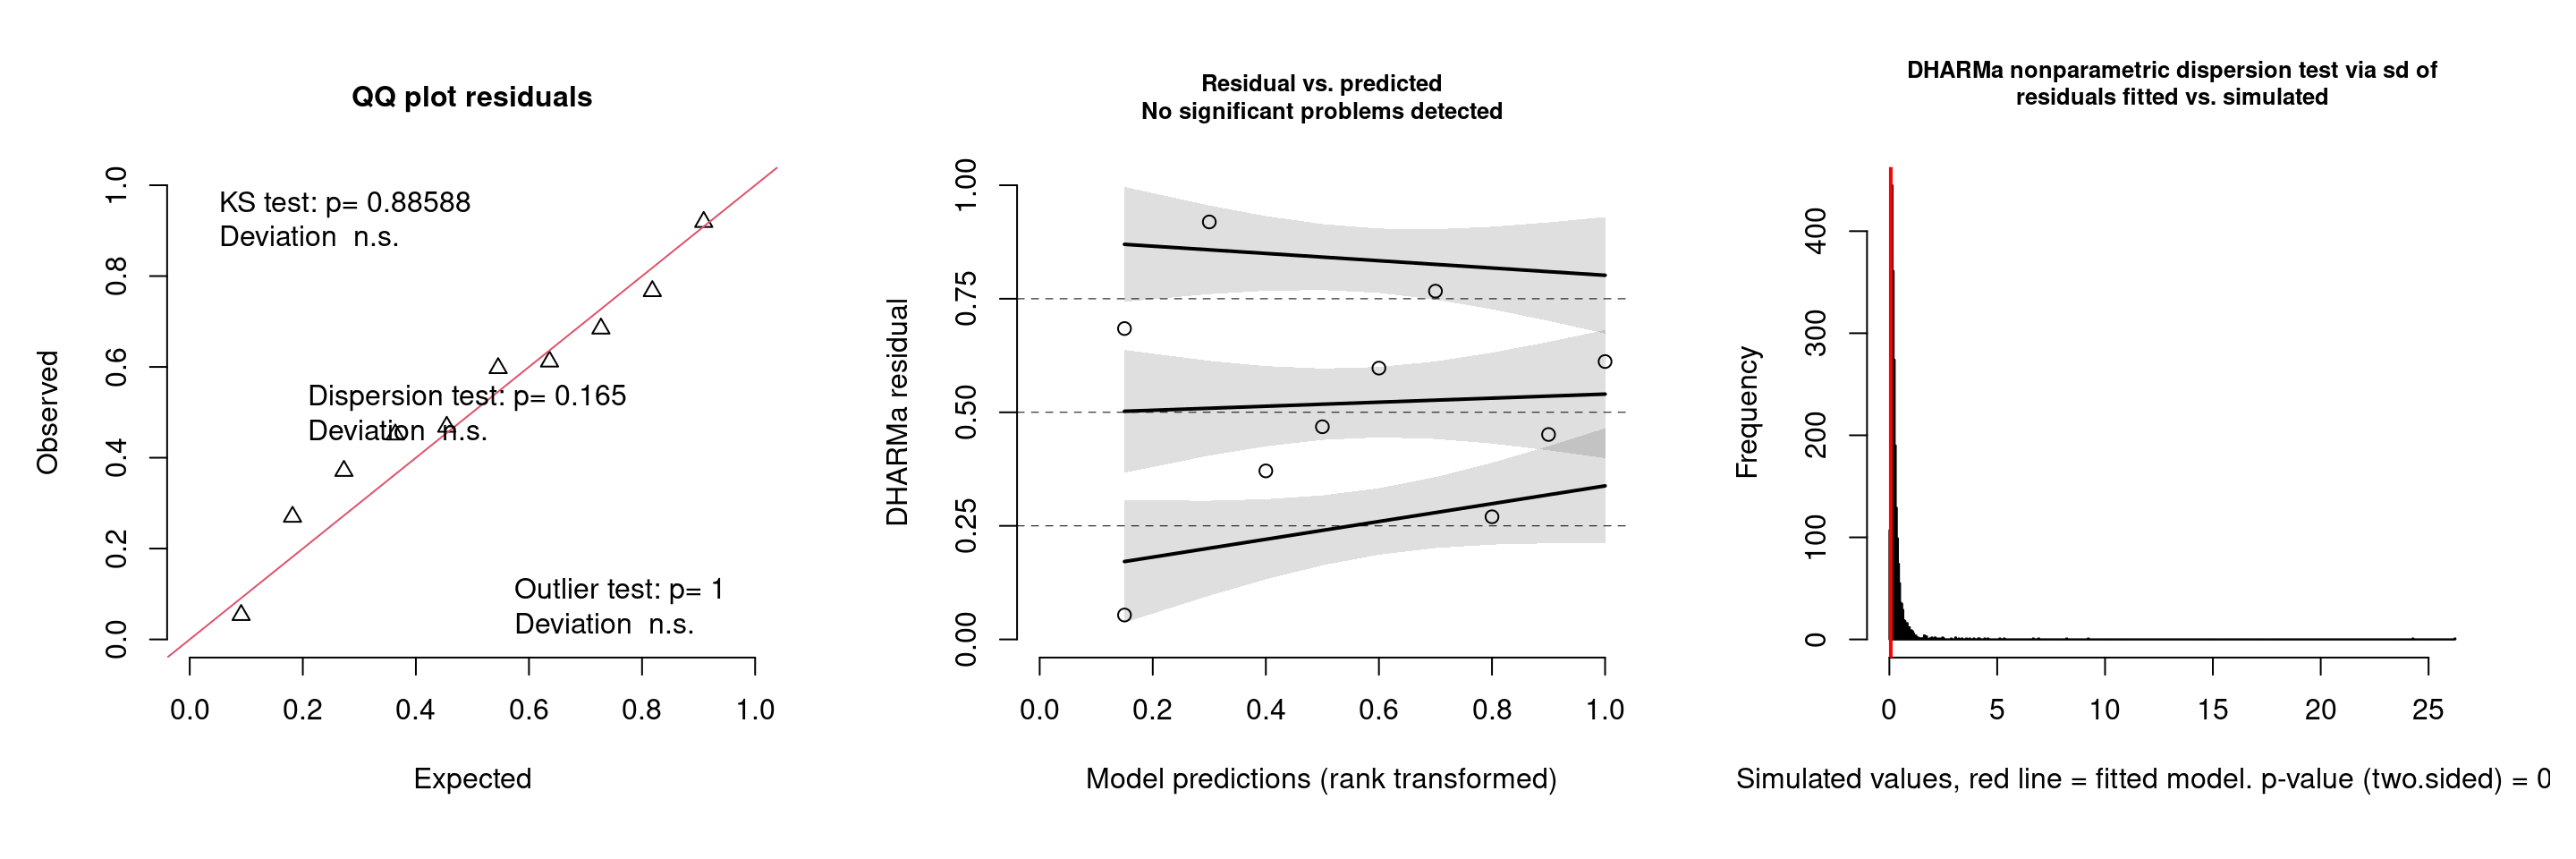 QQ plot residuals
KS test: p= 0.88588
Deviation  n.s.
Dispersion test: p= 0.165
Deviation  n.s.
Outlier test: p= 1
Deviation  n.s.
Observed
0.0 0.2 0.4 0.6 0.8 1.0
0.0 0.2 0.4 0.6 0.8 1.0
Expected
Residual vs. predicted
No significant problems detected
DHARMa residual
0.00 0.25 0.50 0.75 1.00
0.0 0.2 0.4 0.6 0.8 1.0
Model predictions (rank transformed)
DHARMa nonparametric dispersion test via sd of
residuals fitted vs. simulated
Frequency
0 100 200 300 400
0 5 10 15 20 25
Simulated values, red line = fitted model. p-value (two.sided) = 0